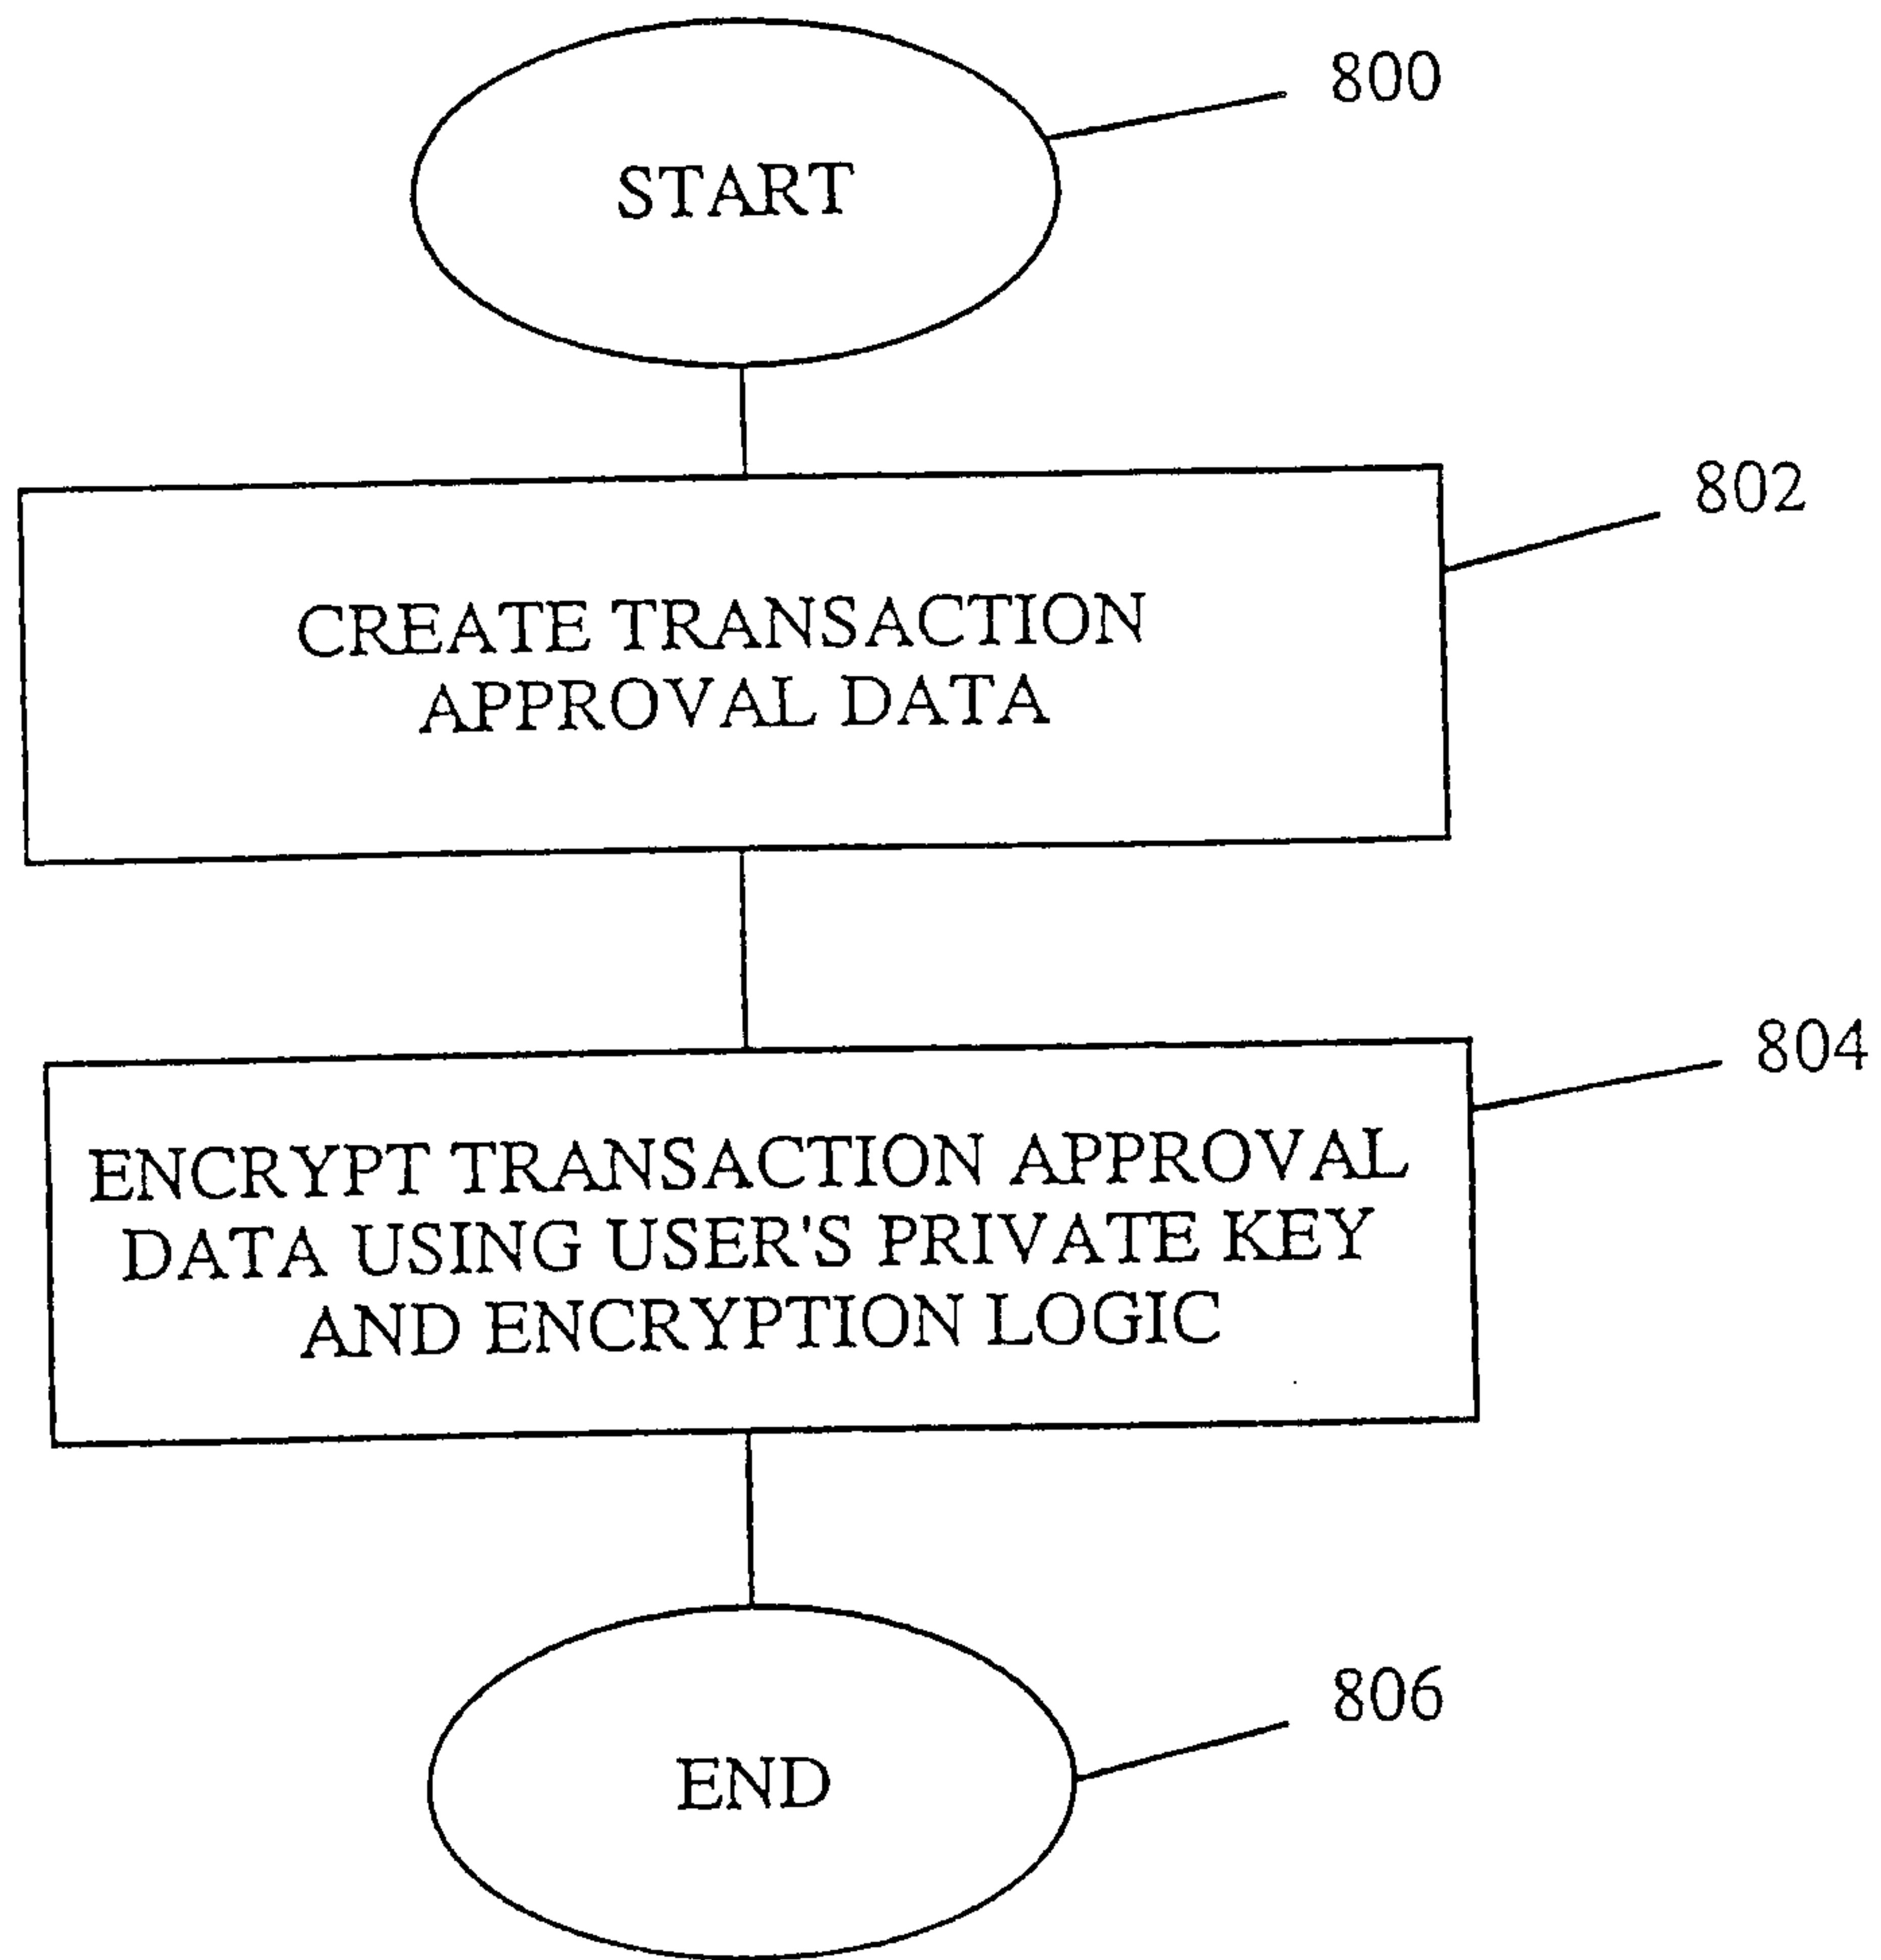 START
800
802
CREATE TRANSACTION
APPROVAL DATA
804
ENCRYPT TRANSACTION APPROVAL
DATA USING USER'S PRIVATE KEY
AND ENCRYPTION LOGIC
806
END